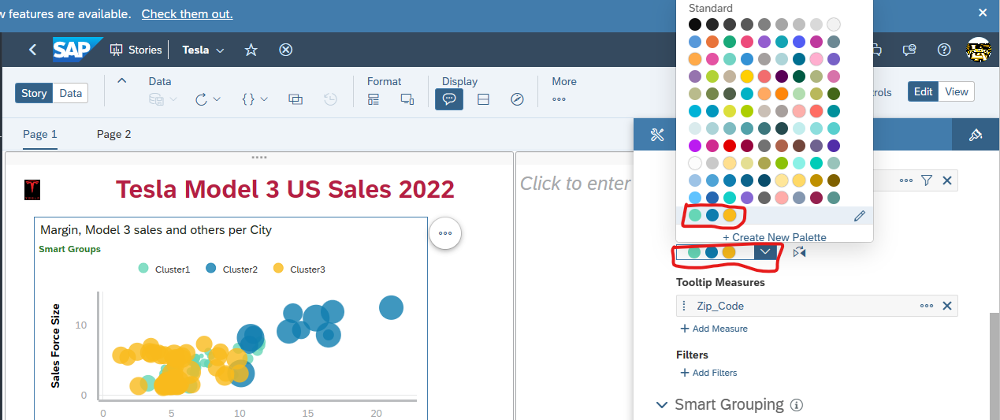 w features are available. Check them out.
Standard
SAP Stories Tesla
Story Data
Data
Format
Display
More
rols
Edit View
Page 1 Page 2
Tesla Model 3 US Sales 2022
Click to enter
Margin, Model 3 sales and others per City
Smart Groups
Cluster1 Cluster2 Cluster3
Sales Force Size
10
0
0 5 10 15 20
+ Create New Palette
Tooltip Measures
Zip_Code
+ Add Measure
Filters
+ Add Filters
Smart Grouping